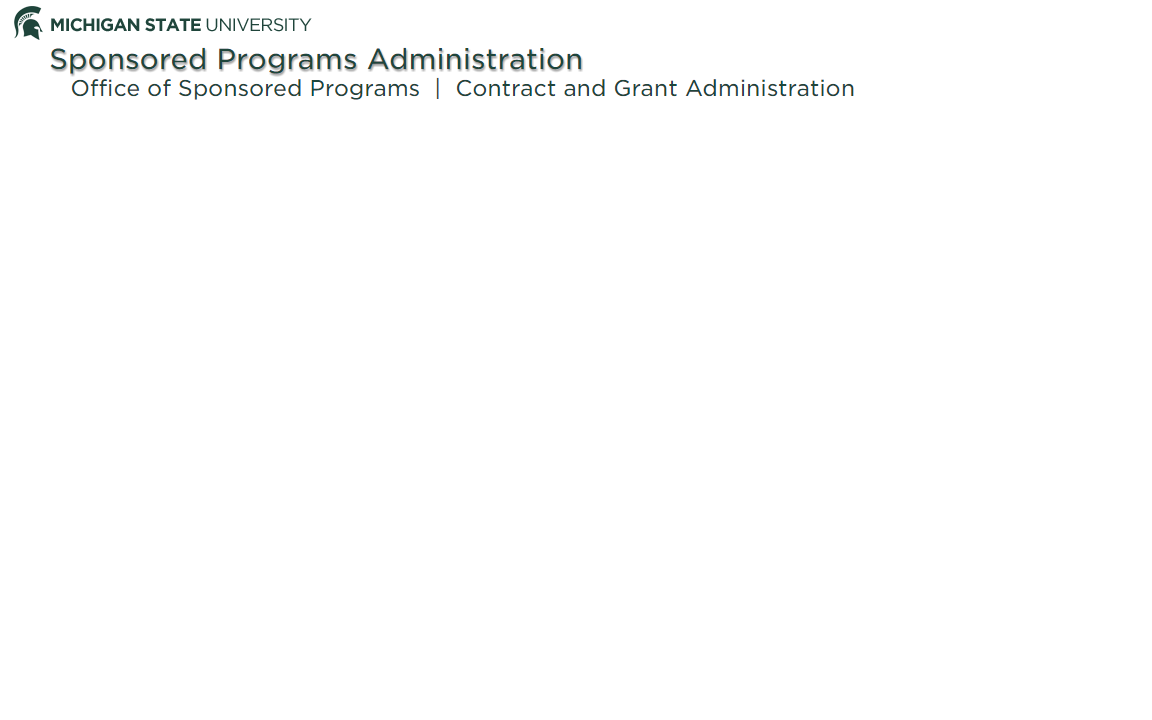 MICHIGAN STATE UNIVERSITY
Sponsored Programs Administration
Office of Sponsored Programs | Contract and Grant Administration